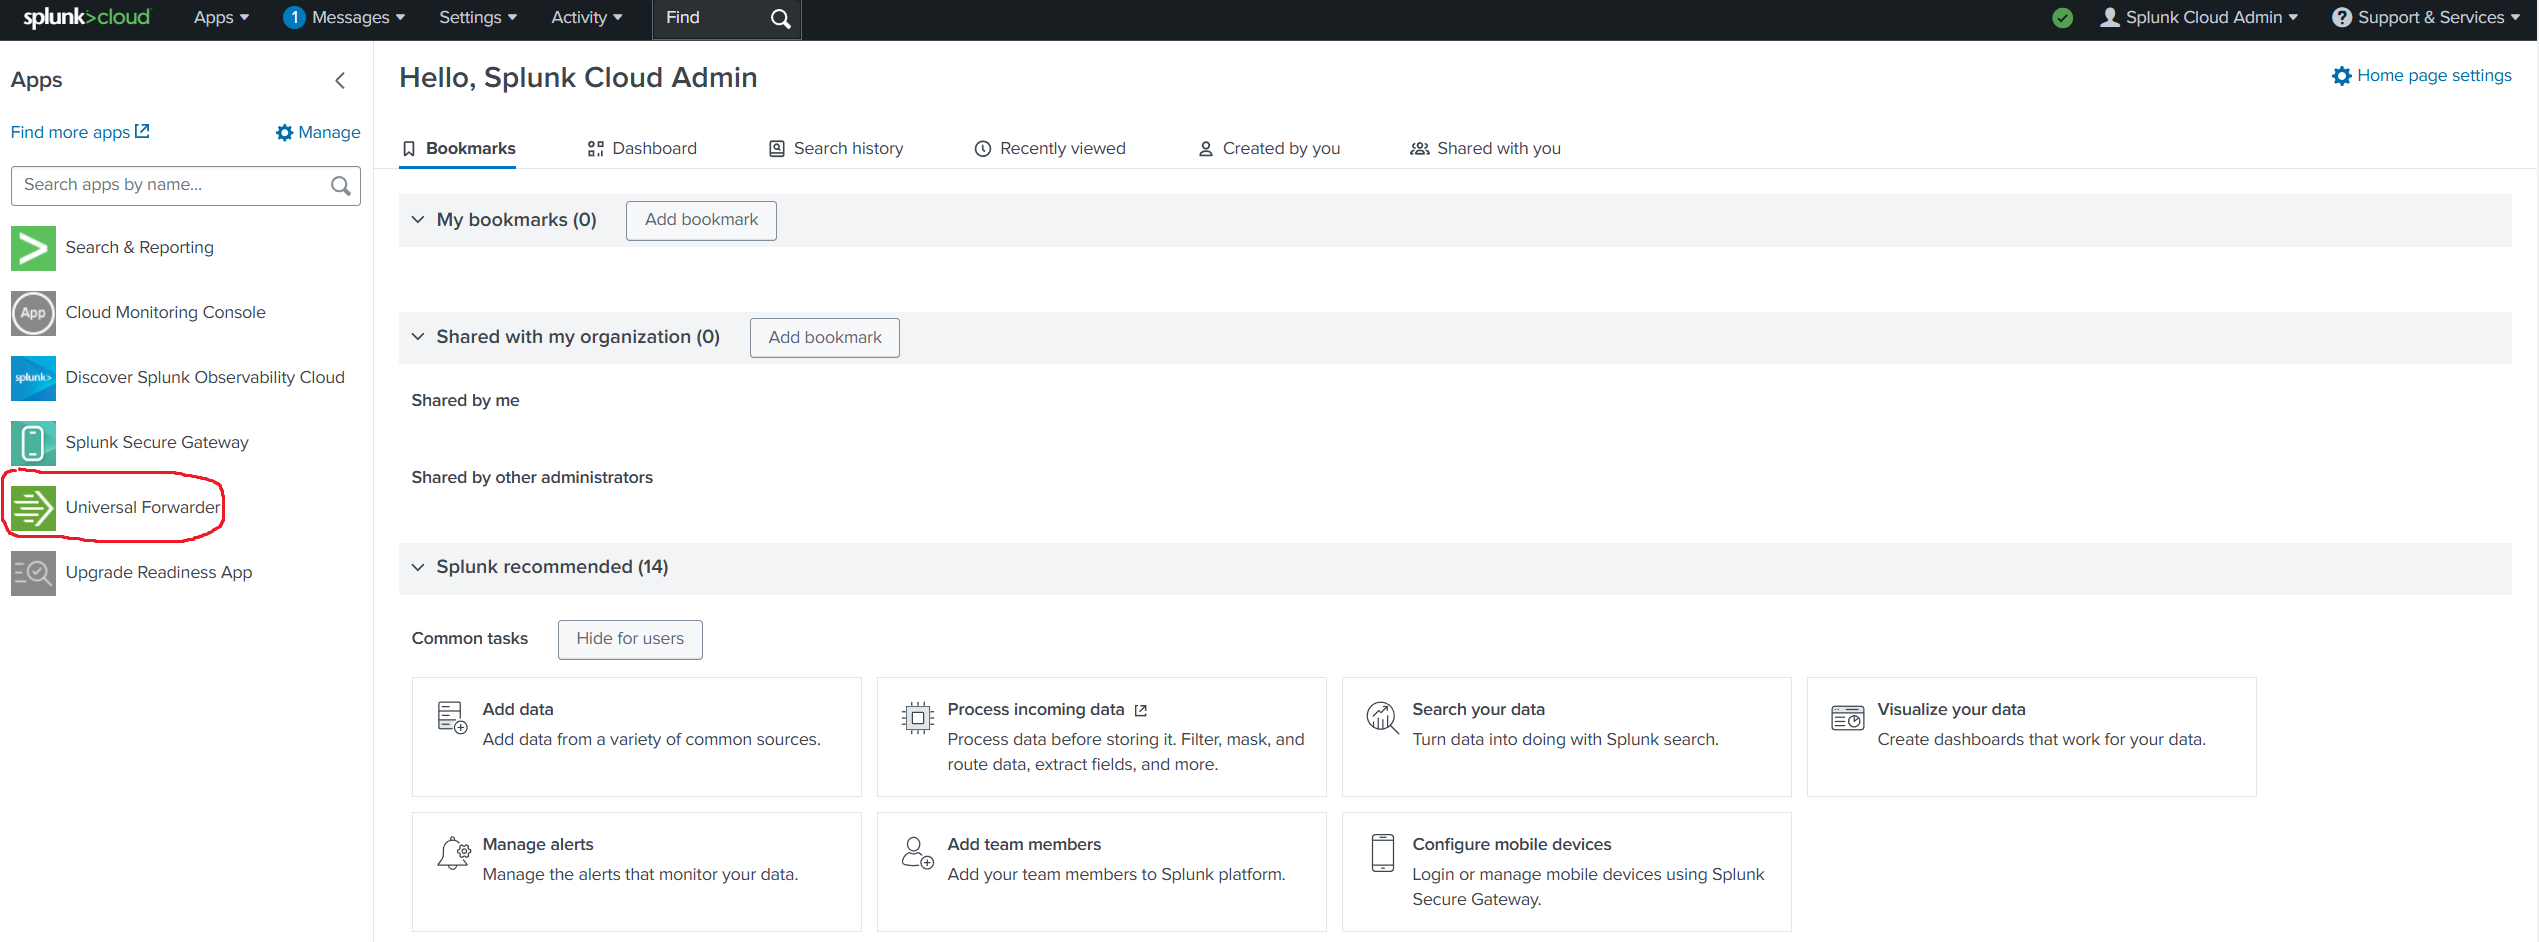 splunk>cloud Apps 1 Messages Settings Activity Find Splunk Cloud Admin ? Support & Services
Apps
Find more apps Manage
Search apps by name...
Search & Reporting
App Cloud Monitoring Console
splunk> Discover Splunk Observability Cloud
Splunk Secure Gateway
Universal Forwarder
Upgrade Readiness App
Hello, Splunk Cloud Admin
Home page settings
Bookmarks Dashboard Search history Recently viewed Created by you Shared with you
My bookmarks (0) Add bookmark
Shared with my organization (0) Add bookmark
Shared by me
Shared by other administrators
Splunk recommended (14)
Common tasks Hide for users
Add data
Add data from a variety of common sources.
Process incoming data
Process data before storing it. Filter, mask, and
route data, extract fields, and more.
Search your data
Turn data into doing with Splunk search.
Visualize your data
Create dashboards that work for your data.
Manage alerts
Manage the alerts that monitor your data.
Add team members
Add your team members to Splunk platform.
Configure mobile devices
Login or manage mobile devices using Splunk
Secure Gateway.